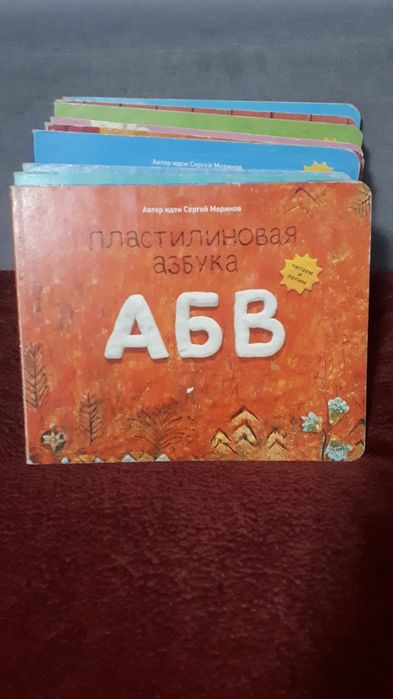 Автор идеи Сергей Меринов
Автор идеи Сергей Меринов
пластилиновая
азбука
читаем и
лепим
АБВ